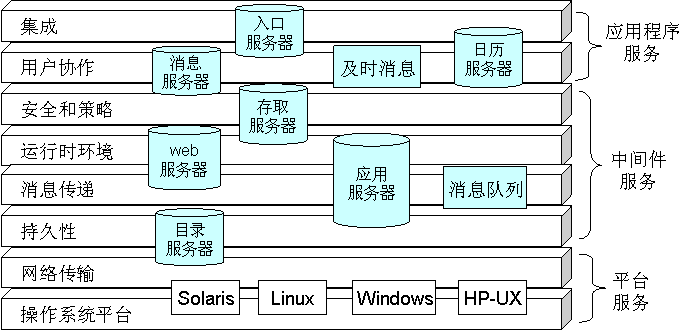 集成
入口
服务器
应用程序
服务
用户协作
消息
服务器
及时消息
日历
服务器
安全和策略
存取
服务器
运行时环境
web
服务器
应用
服务器
中间件
服务
消息传递
消息队列
持久性
目录
服务器
网络传输
平台
服务
操作系统平台
Solaris
Linux
Windows
HP-UX